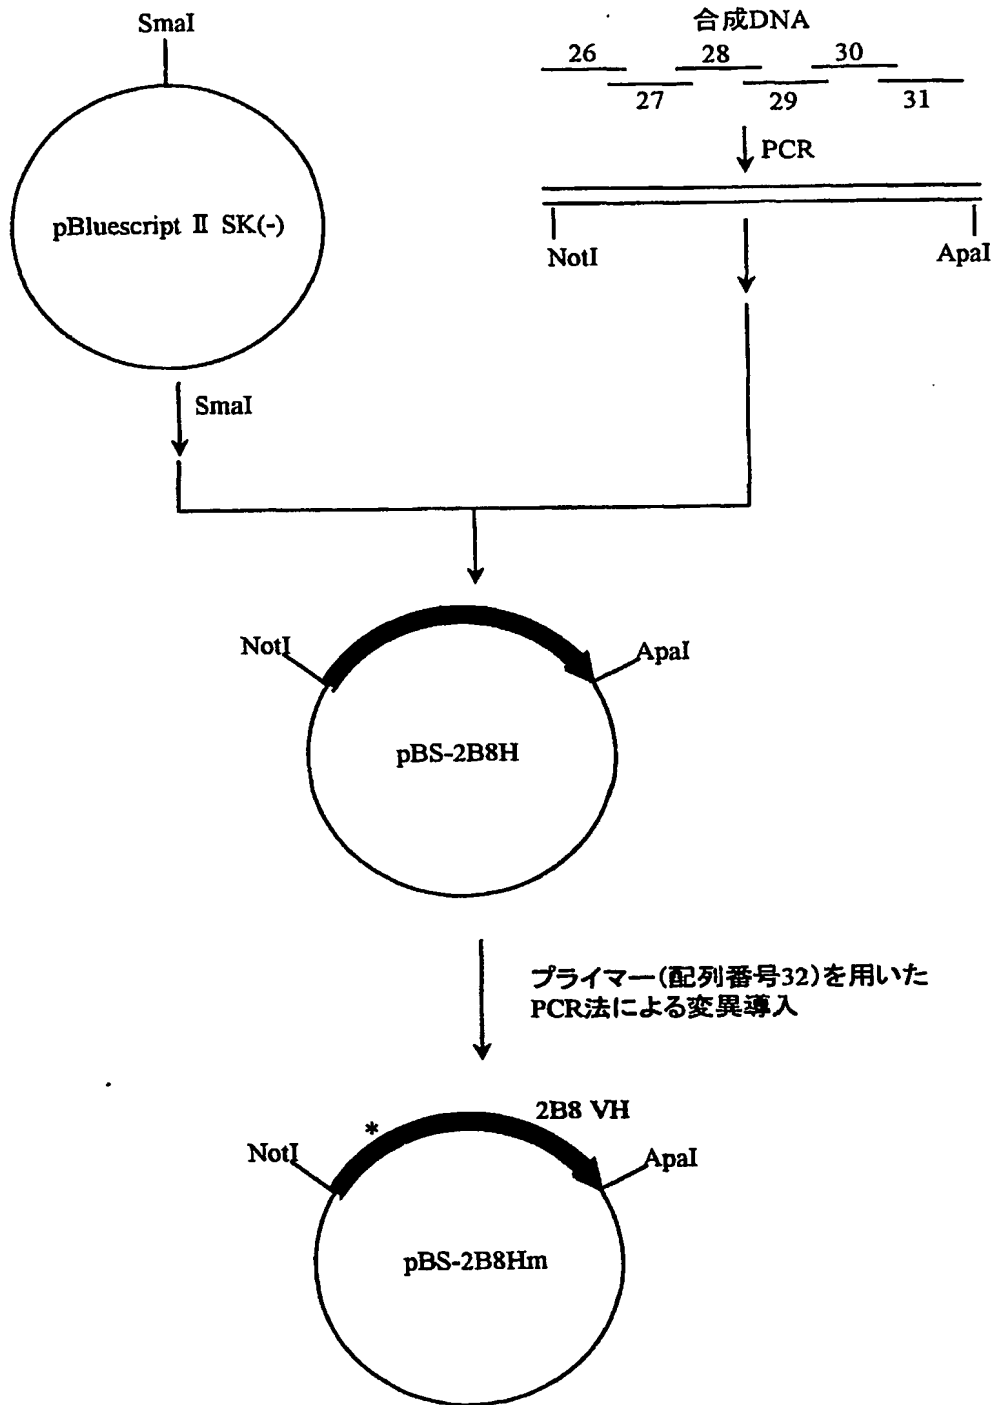 SmaI
合成DNA
26
28
30
27
29
31
PCR
pBluescript Ⅱ SK(-)
NotI
ApaI
SmaI
NotI
ApaI
pBS-2B8H
プライマー(配列番号32)を用いた
PCR法による変異導入
2B8 VH
*
NotI
ApaI
pBS-2B8Hm